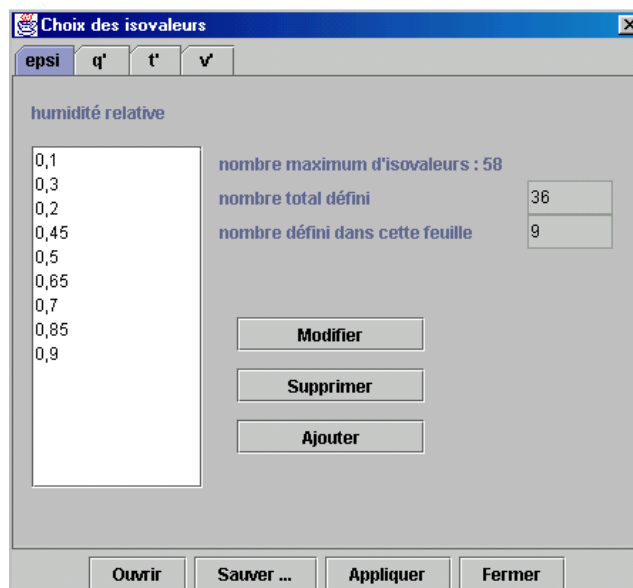 Choix des isovaleurs
epsi q' t' v'
humidité relative
0,1
0,3
0,2
0,45
0,5
0,65
0,7
0,85
0,9
nombre maximum d'isovaleurs : 58
nombre total défini 36
nombre défini dans cette feuille 9
Modifier
Supprimer
Ajouter
Ouvrir Sauver ... Appliquer Fermer